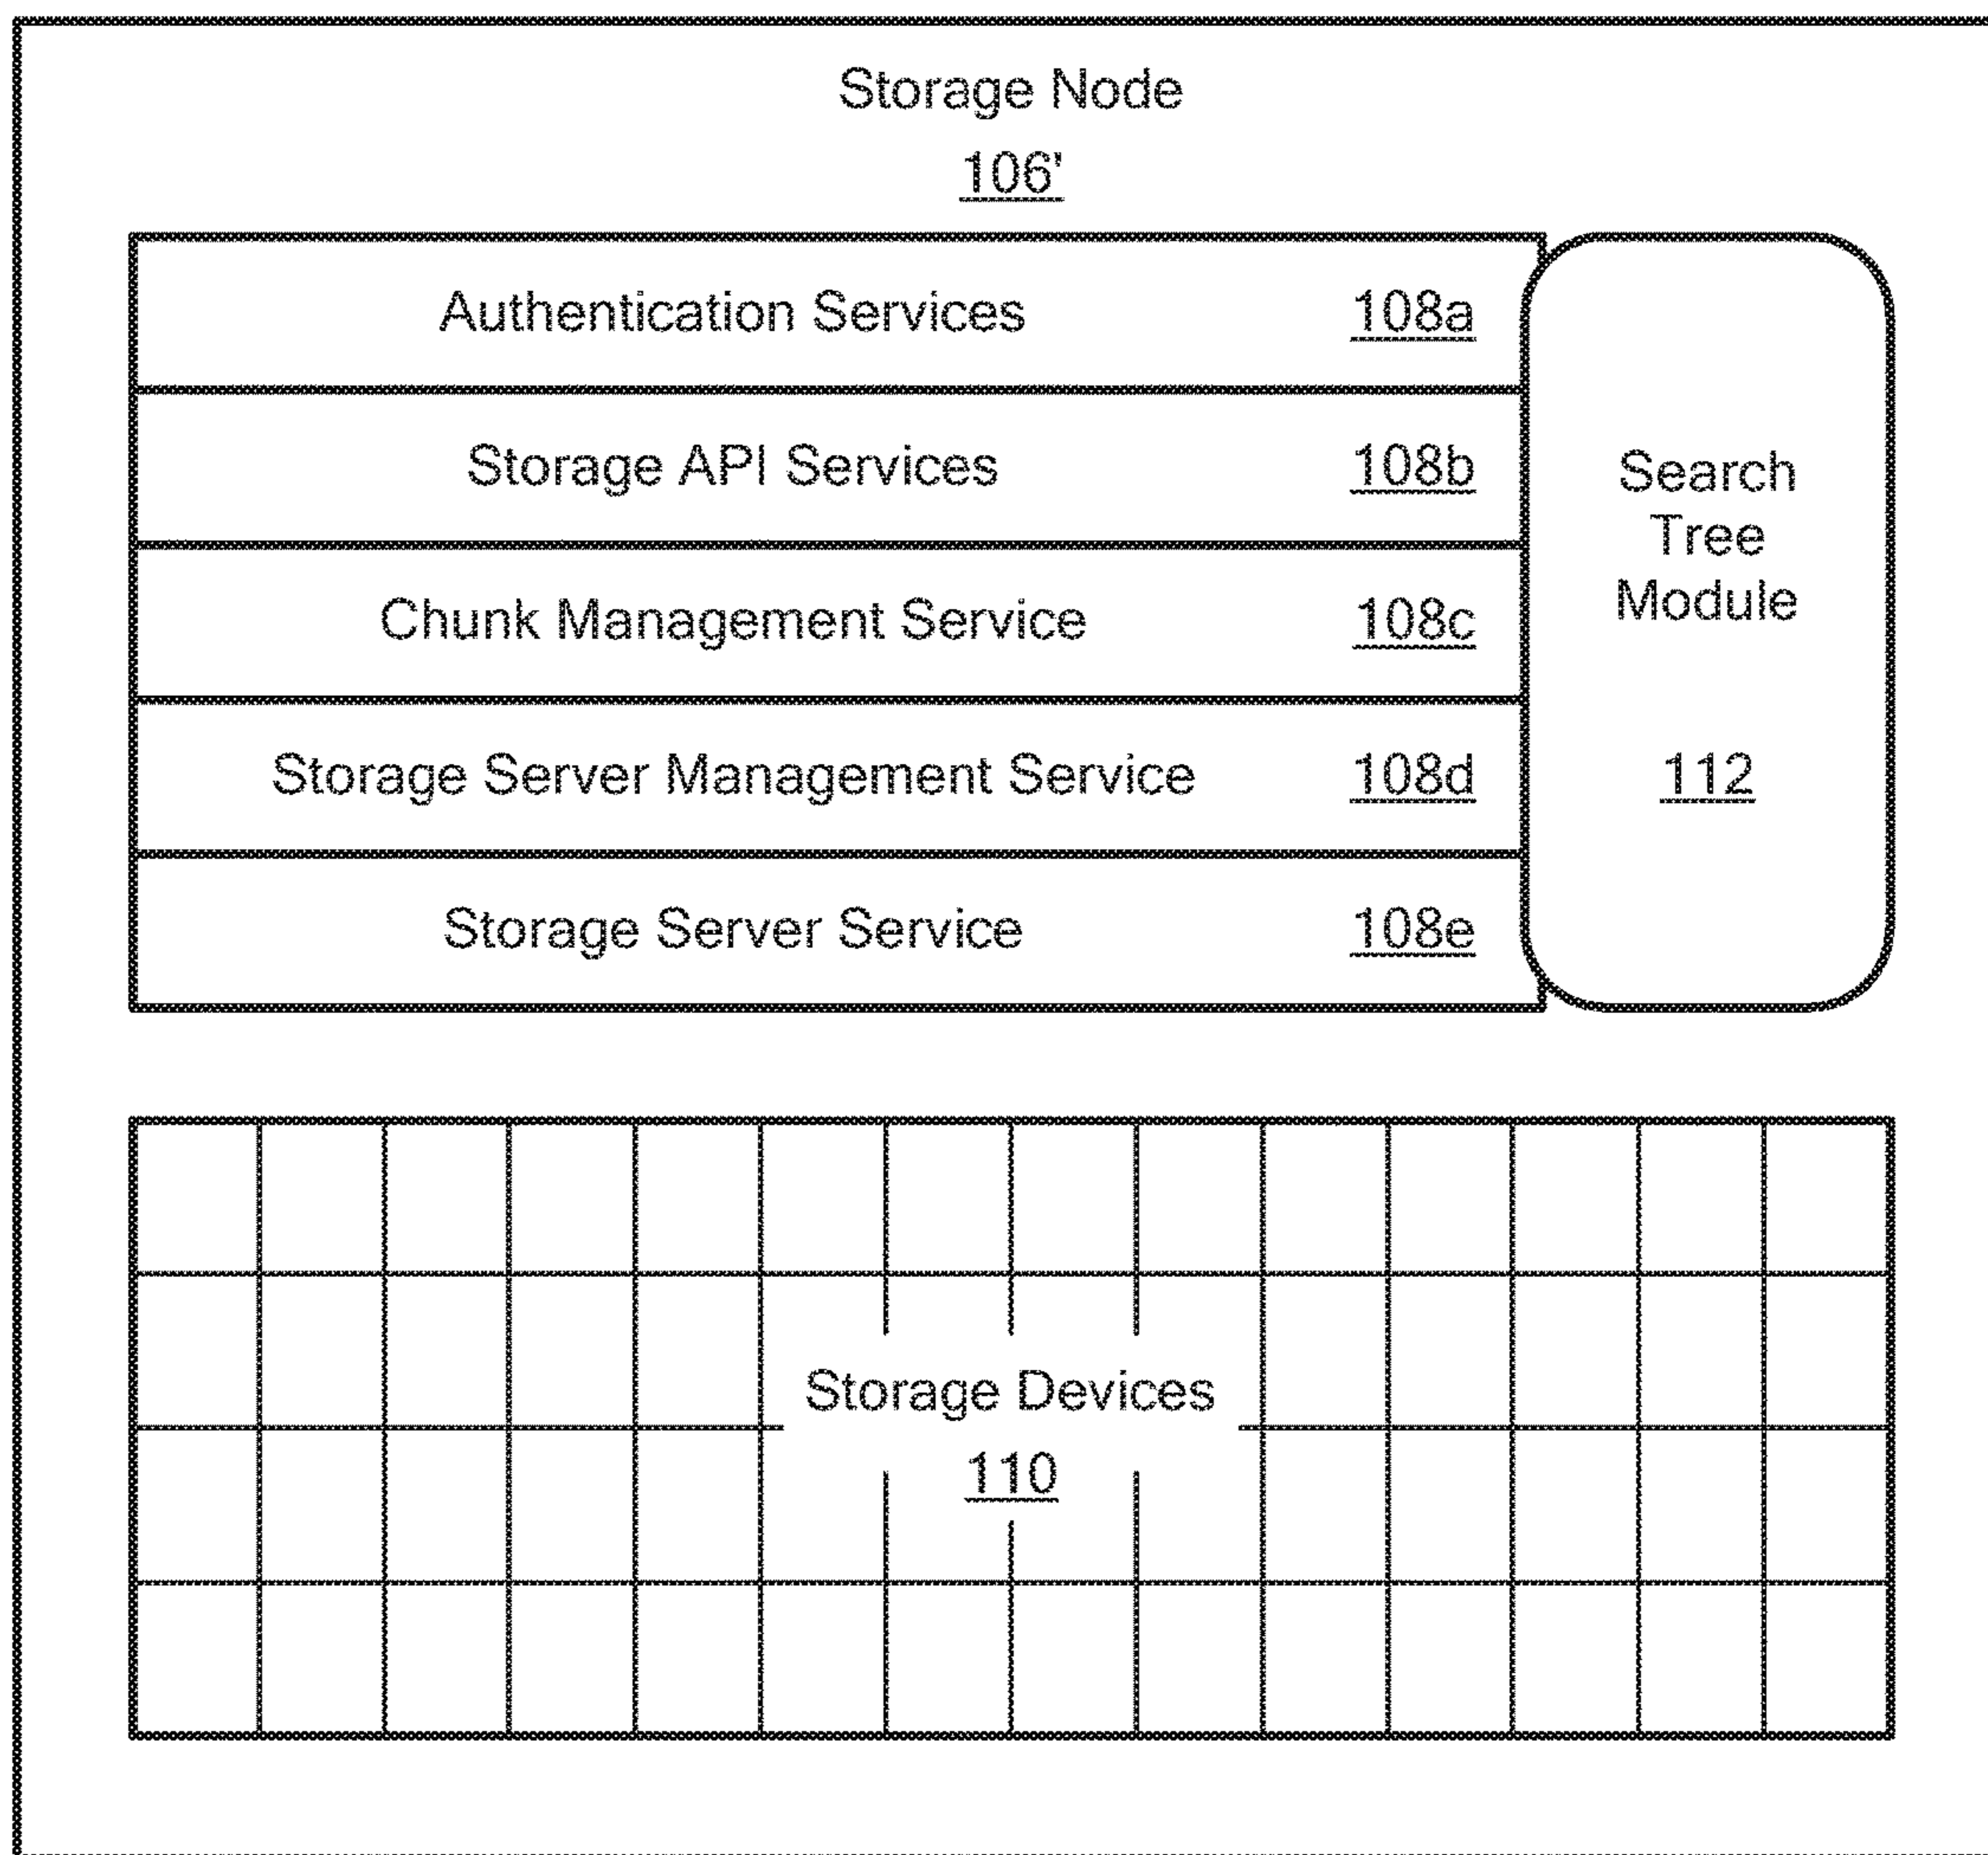 Storage Node
106'
Authentication Services 108a
Storage API Services 108b
Chunk Management Service 108c
Storage Server Management Service 108d
Storage Server Service 108e
Search
Tree
Module
112
Storage Devices
110